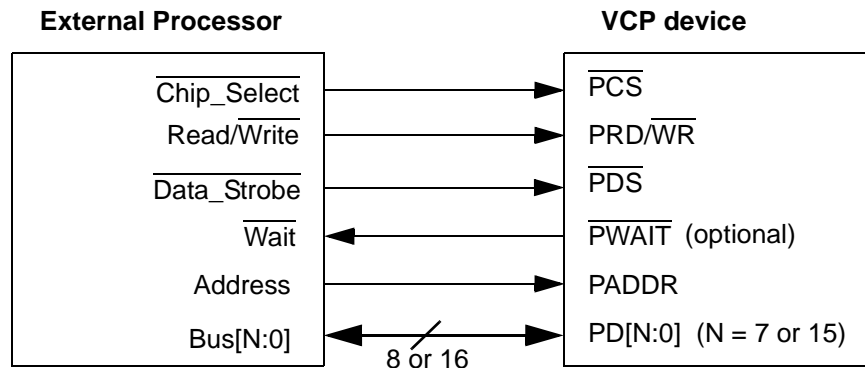 External Processor
VCP device
Chip_Select
PCS
Read/Write
PRD/WR
Data_Strobe
PDS
Wait
PWAIT (optional)
Address
PADDR
Bus[N:0]
8 or 16
PD[N:0] (N = 7 or 15)